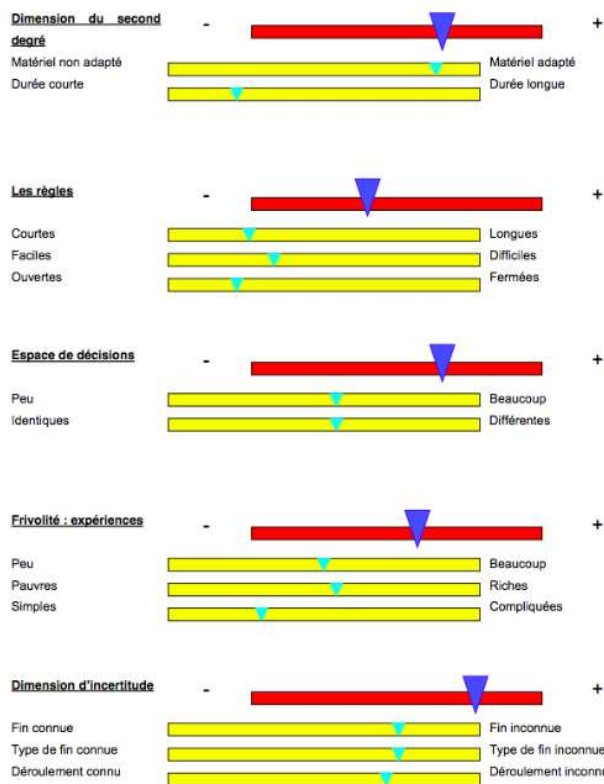 Dimension du second - +
degré
Matériel non adapté Matériel adapté
Durée courte Durée longue
Les règles - +
Courtes Longues
Faciles Difficiles
Ouvertes Fermées
Espace de décisions - +
Peu Beaucoup
Identiques Différentes
Frivolité : expériences - +
Peu Beaucoup
Pauvres Riches
Simples Compliquées
Dimension d'incertitude - +
Fin connue Fin inconnue
Type de fin connue Type de fin inconnue
Déroulement connu Déroulement inconnu